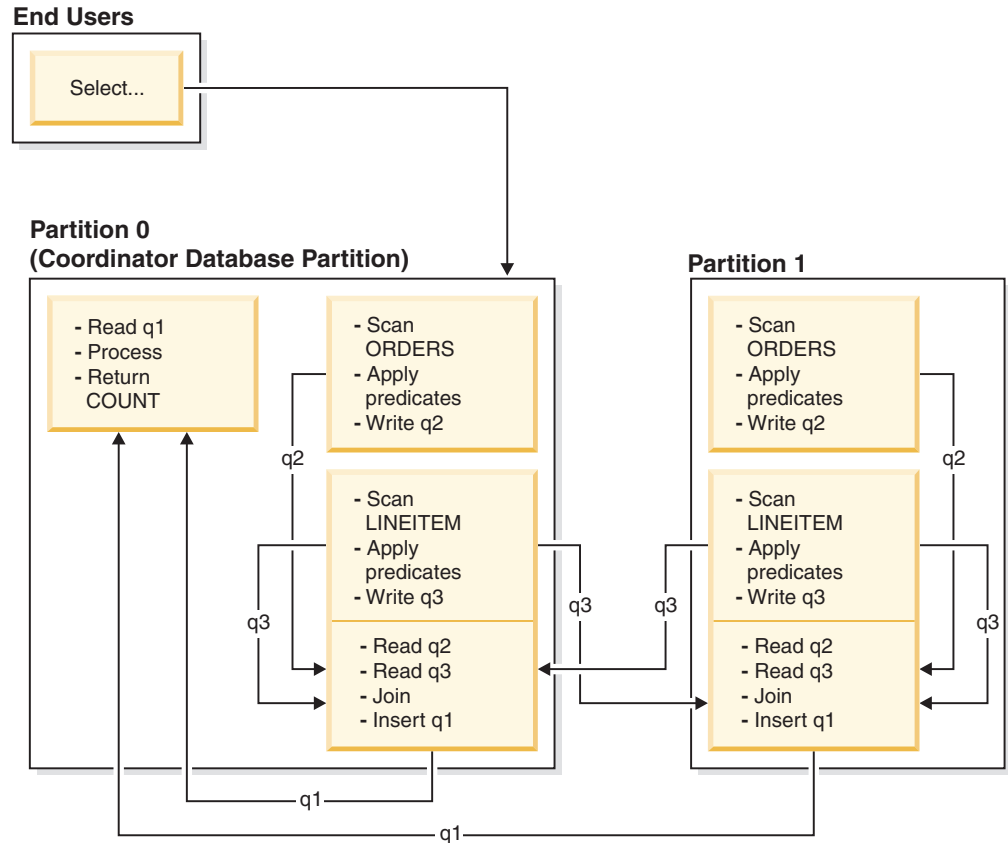 End Users
Select...
Partition 0
(Coordinator Database Partition)
- Read q1
- Process
- Return
COUNT
- Scan
ORDERS
- Apply
predicates
- Write q2
q2
- Scan
LINEITEM
- Apply
predicates
- Write q3
q3
- Read q2
- Read q3
- Join
- Insert q1
q3
q3
q1
q1
Partition 1
- Scan
ORDERS
- Apply
predicates
- Write q2
q2
- Scan
LINEITEM
- Apply
predicates
- Write q3
q3
- Read q2
- Read q3
- Join
- Insert q1